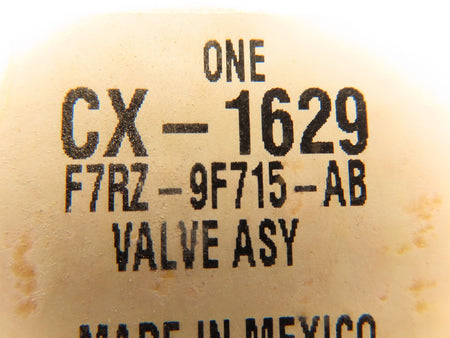 ONE
CX-1629
F7RZ-9F715-AB
VALVE ASY
MADE IN MEXICO